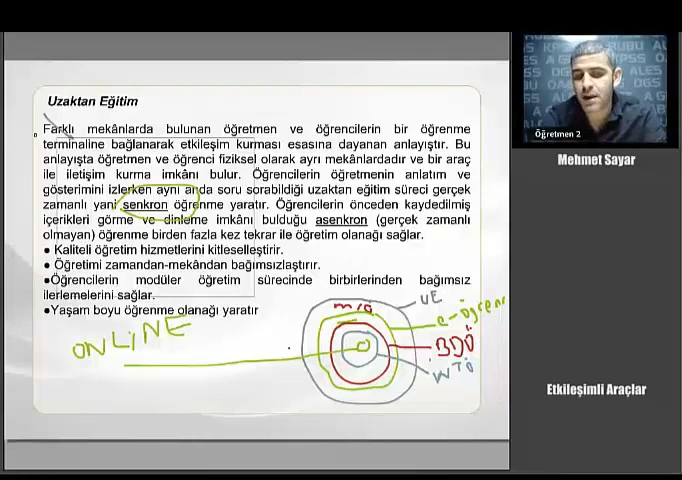 Uzaktan Eğitim
Farklı mekânlarda bulunan öğretmen ve öğrencilerin bir öğrenme
terminaline bağlanarak etkileşim kurması esasına dayanan anlayıştır. Bu
anlayışta öğretmen ve öğrenci fiziksel olarak ayrı mekânlardadır ve bir araç
ile iletişim kurma imkânı bulur. Öğrencilerin öğretmenin anlatım ve
gösterimini izlerken aynı anda soru sorabildiği uzaktan eğitim süreci gerçek
zamanlı yani senkron öğrenme yaratır. Öğrencilerin önceden kaydedilmiş
içerikleri görme ve dinleme imkânı bulduğu asenkron (gerçek zamanlı
olmayan) öğrenme birden fazla kez tekrar ile öğretim olanağı sağlar.
● Kaliteli öğretim hizmetlerini kitleselleştirir.
● Öğretimi zamandan-mekândan bağımsızlaştırır.
●Öğrencilerin modüler öğretim sürecinde birbirlerinden bağımsız
ilerlemelerini sağlar.
●Yaşam boyu öğrenme olanağı yaratır
ONLINE
m/ö
UE
e-öğren
BDÖ
WTÖ
Öğretmen 2
Mehmet Sayar
Etkileşimli Araçlar